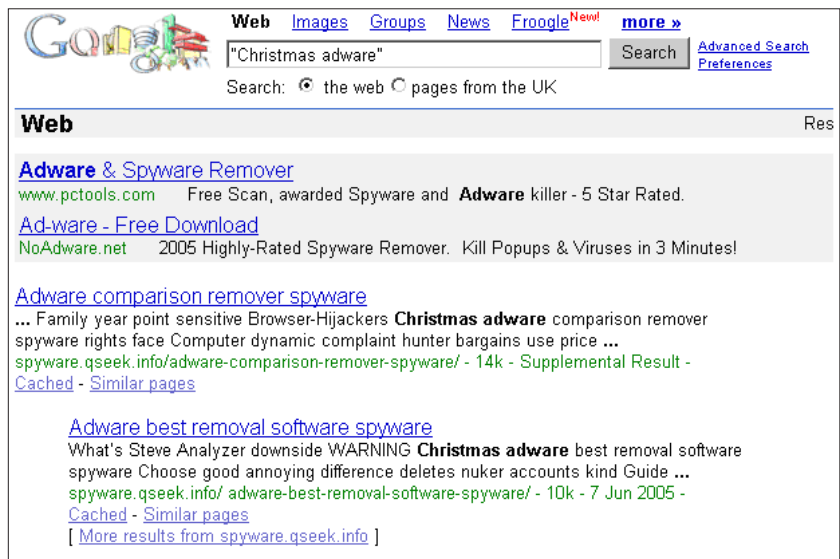 Google
Web Images Groups News Froogle New! more »
"Christmas adware" Search Advanced Search
Preferences
Search: the web pages from the UK
Web Res
Adware & Spyware Remover
www.pctools.com Free Scan, awarded Spyware and Adware killer - 5 Star Rated.
Ad-ware - Free Download
NoAdware.net 2005 Highly-Rated Spyware Remover. Kill Popups & Viruses in 3 Minutes!
Adware comparison remover spyware
... Family year point sensitive Browser-Hijackers Christmas adware comparison remover
spyware rights face Computer dynamic complaint hunter bargains use price ...
spyware.qseek.info/adware-comparison-remover-spyware/ - 14k - Supplemental Result -
Cached - Similar pages
Adware best removal software spyware
What's Steve Analyzer downside WARNING Christmas adware best removal software
spyware Choose good annoying difference deletes nuker accounts kind Guide ...
spyware.qseek.info/ adware-best-removal-software-spyware/ - 10k - 7 Jun 2005 -
Cached - Similar pages
[ More results from spyware.qseek.info ]